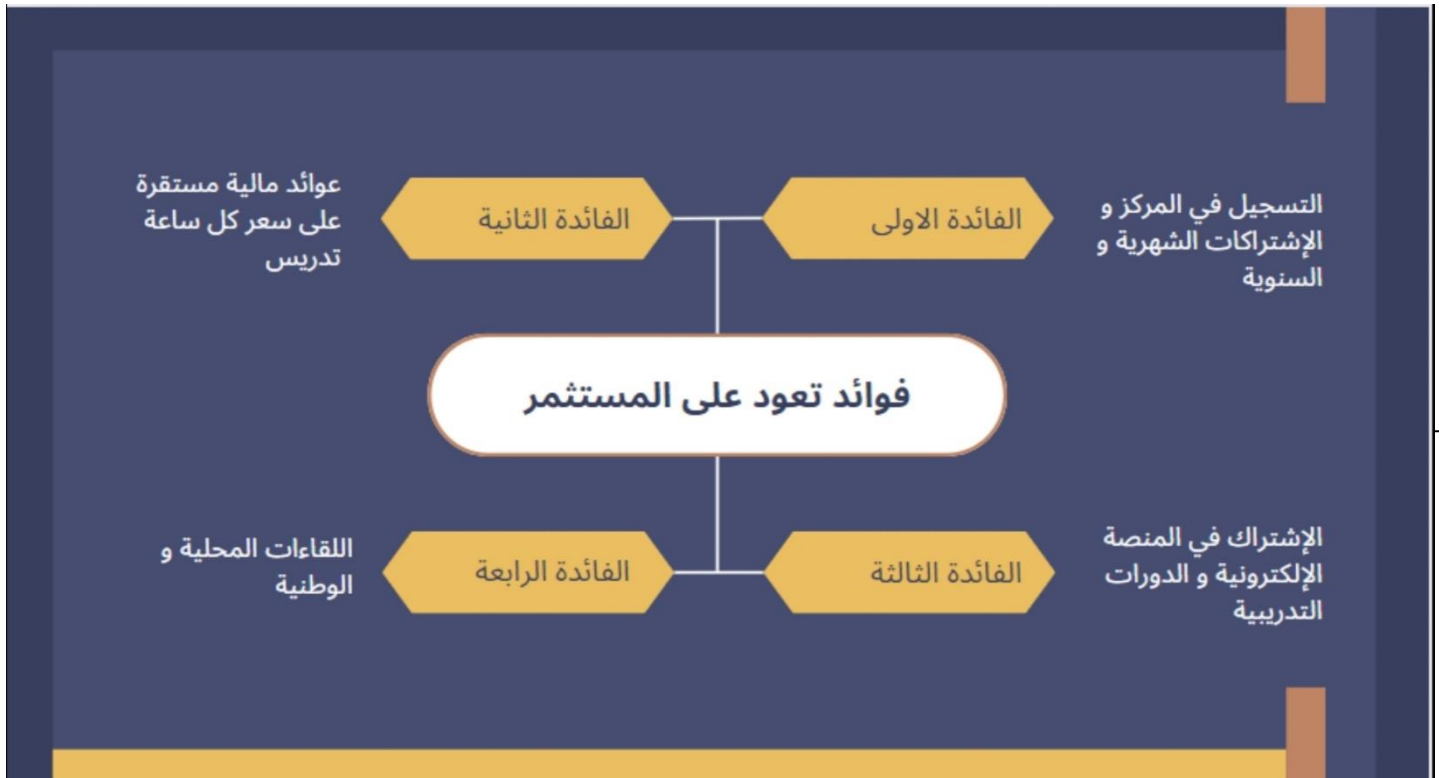 الفائدة الاولى
التسجيل في المركز و
الإشتراكات الشهرية و
السنوية
الفائدة الثانية
عوائد مالية مستقرة
على سعر كل ساعة
تدريس
فوائد تعود على المستثمر
الفائدة الثالثة
الإشتراك في المنصة
الإلكترونية و الدورات
التدريبية
الفائدة الرابعة
اللقاءات المحلية و
الوطنية